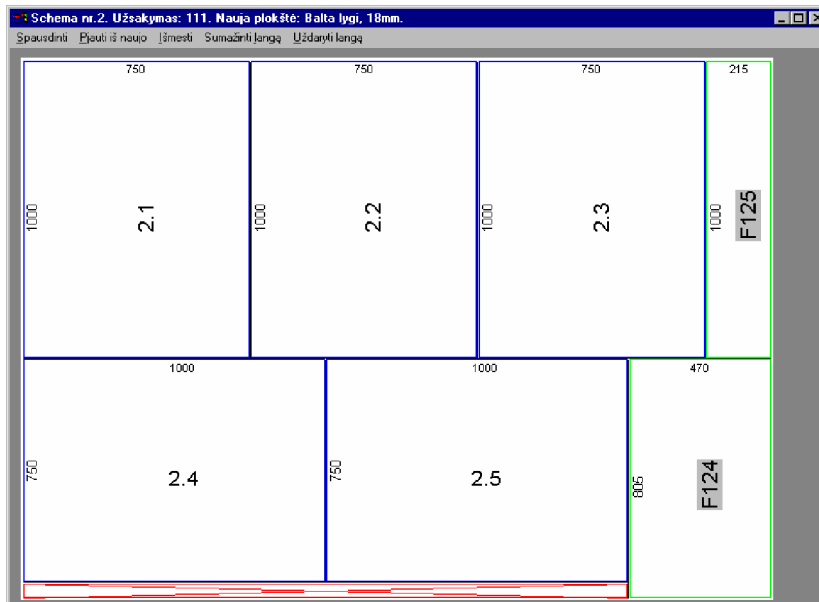 Schema nr.2. Užsakymas: 111. Nauja plokštė: Balta lygi, 18mm.
Spausdinti Pjauti iš naujo Išmesti Sumažinti langą Uždaryti langą
750 750 750 215
1000 2.1 1000 2.2 1000 2.3 1000 F125
1000 1000 470
750 2.4 750 2.5 805 F124